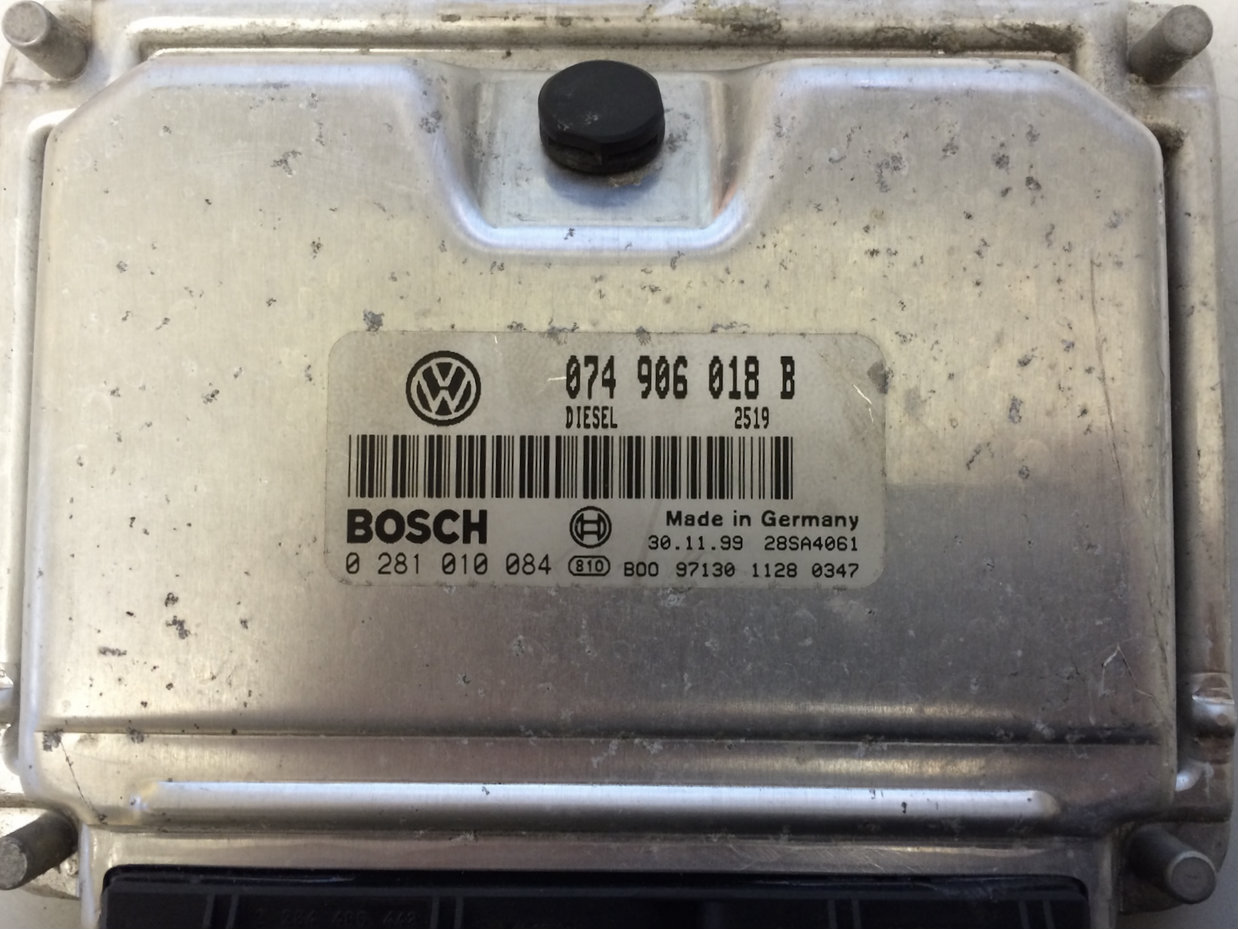 074 906 018 B
DIESEL 2519
BOSCH Made in Germany
30.11.99 28SA4061
0 281 010 084 810 B00 97130 1128 0347